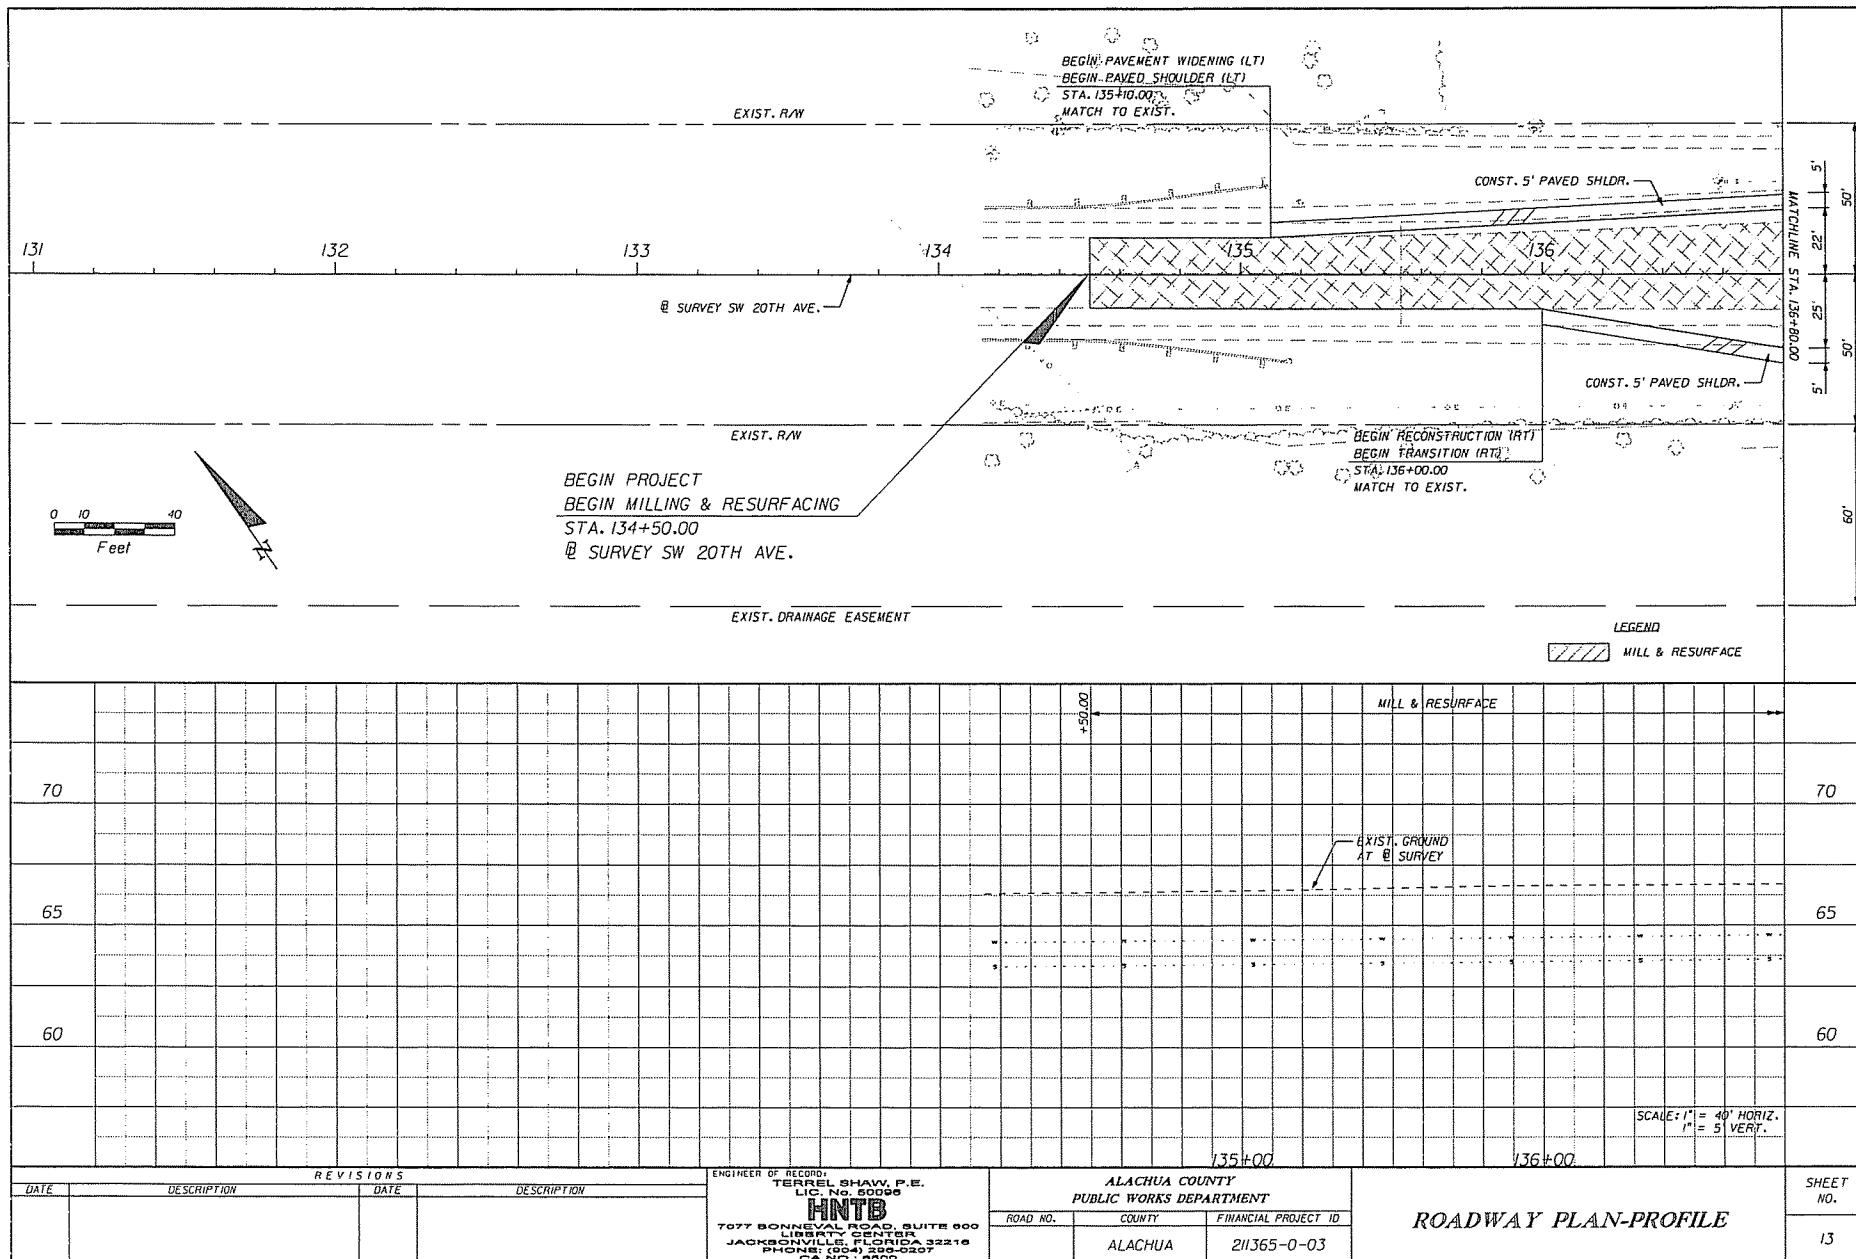 BEGIN PAVEMENT WIDENING (LT)
BEGIN PAVED SHOULDER (LT)
STA. 135+10.00
MATCH TO EXIST.
EXIST. R/W
CONST. 5' PAVED SHLDR.
5'
50'
22'
MATCHLINE STA. 136+80.00
131
132
133
134
135
136
℄ SURVEY SW 20TH AVE.
25'
50'
5'
CONST. 5' PAVED SHLDR.
EXIST. R/W
BEGIN RECONSTRUCTION (RT)
BEGIN TRANSITION (RT)
STA. 136+00.00
MATCH TO EXIST.
BEGIN PROJECT
BEGIN MILLING & RESURFACING
STA. 134+50.00
℄ SURVEY SW 20TH AVE.
0 10 40
Feet
N
60'
EXIST. DRAINAGE EASEMENT
LEGEND
MILL & RESURFACE
+50.00
MILL & RESURFACE
70
70
EXIST. GROUND
AT ℄ SURVEY
65
65
60
60
SCALE: 1" = 40' HORIZ.
1" = 5' VERT.
135+00
136+00
REVISIONS
DATE DESCRIPTION DATE DESCRIPTION
ENGINEER OF RECORD:
TERREL SHAW, P.E.
LIC. No. 50096
HNTB
7077 BONNEVAL ROAD, SUITE 600
LIBERTY CENTER
JACKSONVILLE, FLORIDA 32216
PHONE: (904) 296-0207
CA NO.: 6500
ALACHUA COUNTY
PUBLIC WORKS DEPARTMENT
ROAD NO. COUNTY FINANCIAL PROJECT ID
ALACHUA 211365-0-03
ROADWAY PLAN-PROFILE
SHEET
NO.
13